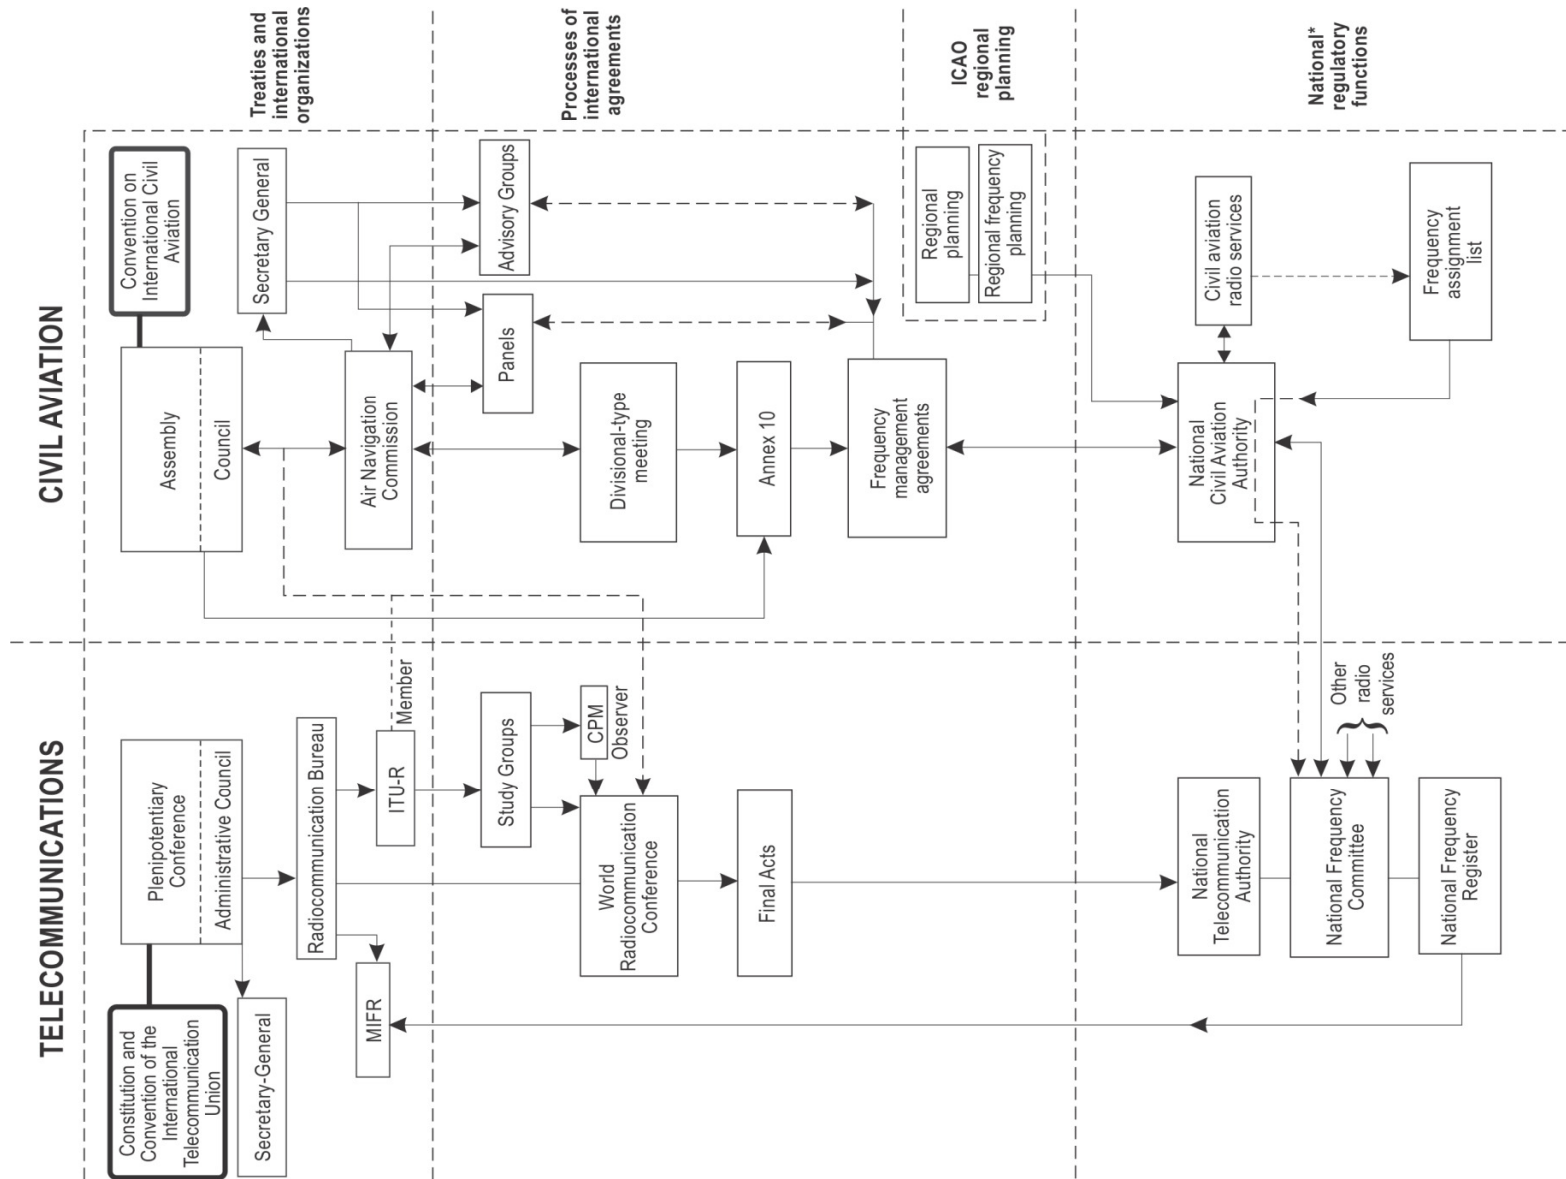 TELECOMMUNICATIONS
CIVIL AVIATION
Constitution and
Convention of the
International
Telecommunication
Union
Plenipotentiary
Conference
Administrative Council
Secretary-General
Radiocommunication Bureau
MIFR
ITU-R
Member
Convention on
International Civil
Aviation
Assembly
Council
Secretary General
Air Navigation
Commission
Treaties and
international
organizations
Study Groups
CPM
Observer
World
Radiocommunication
Conference
Final Acts
Advisory Groups
Panels
Divisional-type
meeting
Annex 10
Frequency
management
agreements
Processes of
international
agreements
Regional
planning
Regional frequency
planning
ICAO
regional
planning
National
Telecommunication
Authority
National Frequency
Committee
National Frequency
Register
Other
radio
services
National
Civil Aviation
Authority
Civil aviation
radio services
Frequency
assignment
list
National*
regulatory
functions